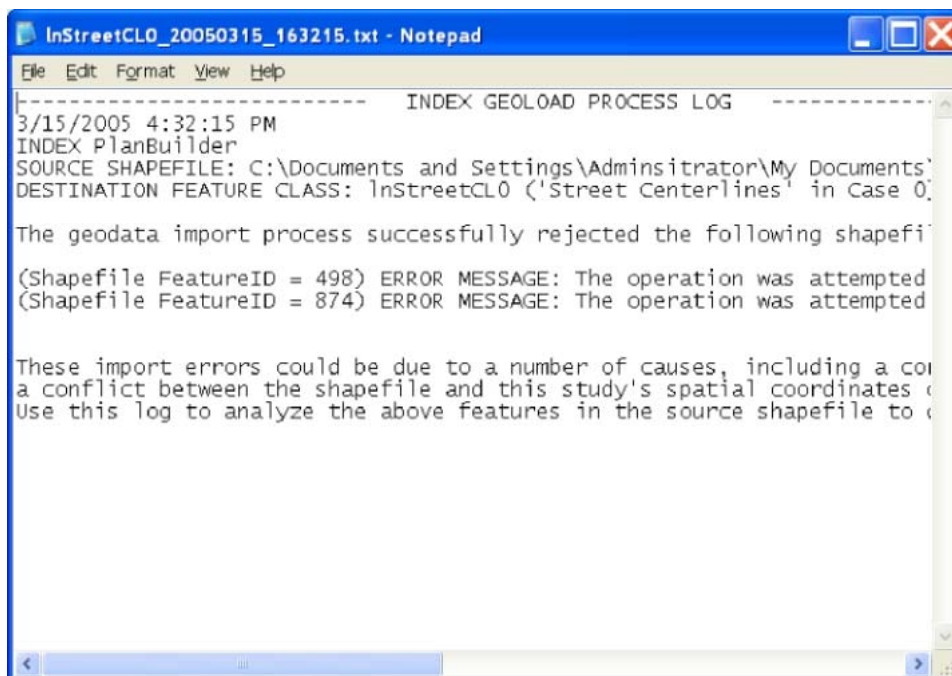 lnStreetCL0_20050315_163215.txt - Notepad
File Edit Format View Help
--------------------------- INDEX GEOLOAD PROCESS LOG ------------
3/15/2005 4:32:15 PM
INDEX PlanBuilder
SOURCE SHAPEFILE: C:\Documents and Settings\Adminsitrator\My Documents\
DESTINATION FEATURE CLASS: lnStreetCL0 ('Street Centerlines' in Case 0)
The geodata import process successfully rejected the following
(Shapefile FeatureID = 498) ERROR MESSAGE: The operation was attempted
(Shapefile FeatureID = 874) ERROR MESSAGE: The operation was attempted
These import errors could be due to a number of causes, including a
a conflict between the shapefile and this study's spatial coordinates
Use this log to analyze the above features in the source shapefile to